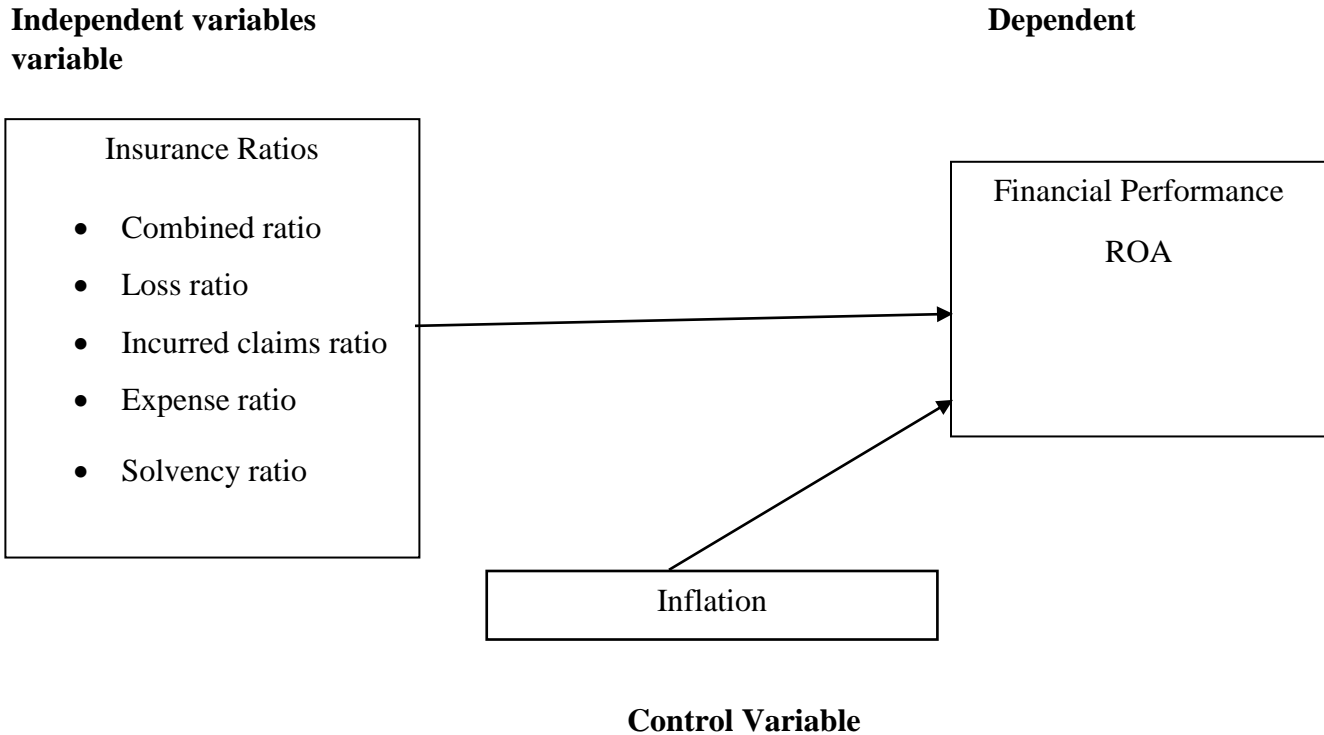 Independent variables Dependent
variable
Insurance Ratios
• Combined ratio
• Loss ratio
• Incurred claims ratio
• Expense ratio
• Solvency ratio
Financial Performance
ROA
Inflation
Control Variable